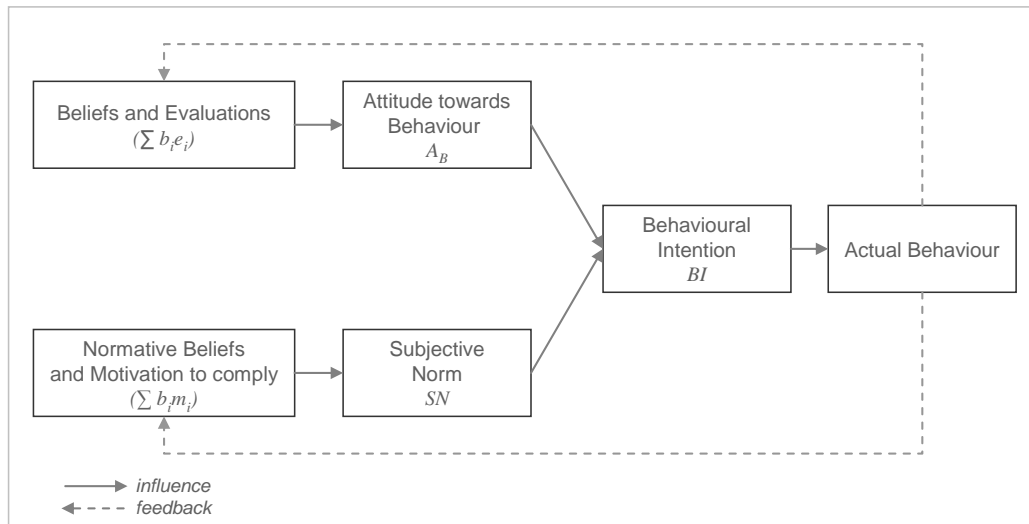 Beliefs and Evaluations
(∑ bᵢeᵢ)
Attitude towards
Behaviour
A_B
Behavioural
Intention
BI
Actual Behaviour
Normative Beliefs
and Motivation to comply
(∑ bᵢmᵢ)
Subjective
Norm
SN
influence
feedback